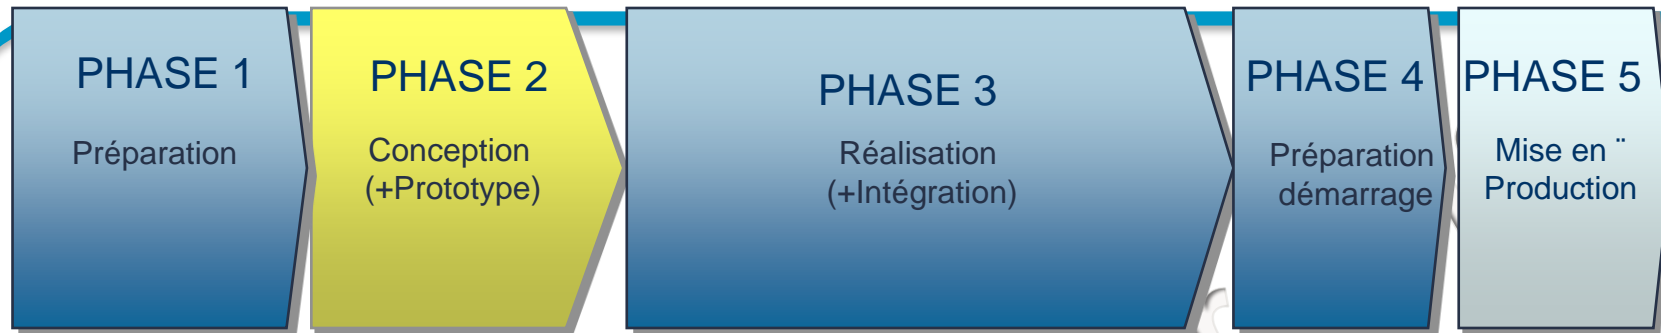 PHASE 1
Préparation
PHASE 2
Conception
(+Prototype)
PHASE 3
Réalisation
(+Intégration)
PHASE 4
Préparation
démarrage
PHASE 5
Mise en ¨
Production